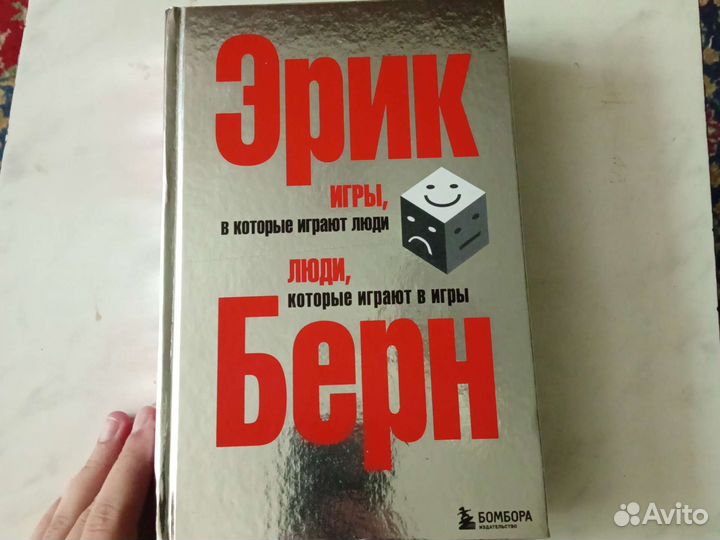 Эрик
ИГРЫ,
в которые играют люди
ЛЮДИ,
которые играют в игры
Берн
БОМБОРА
ИЗДАТЕЛЬСТВО
Avito